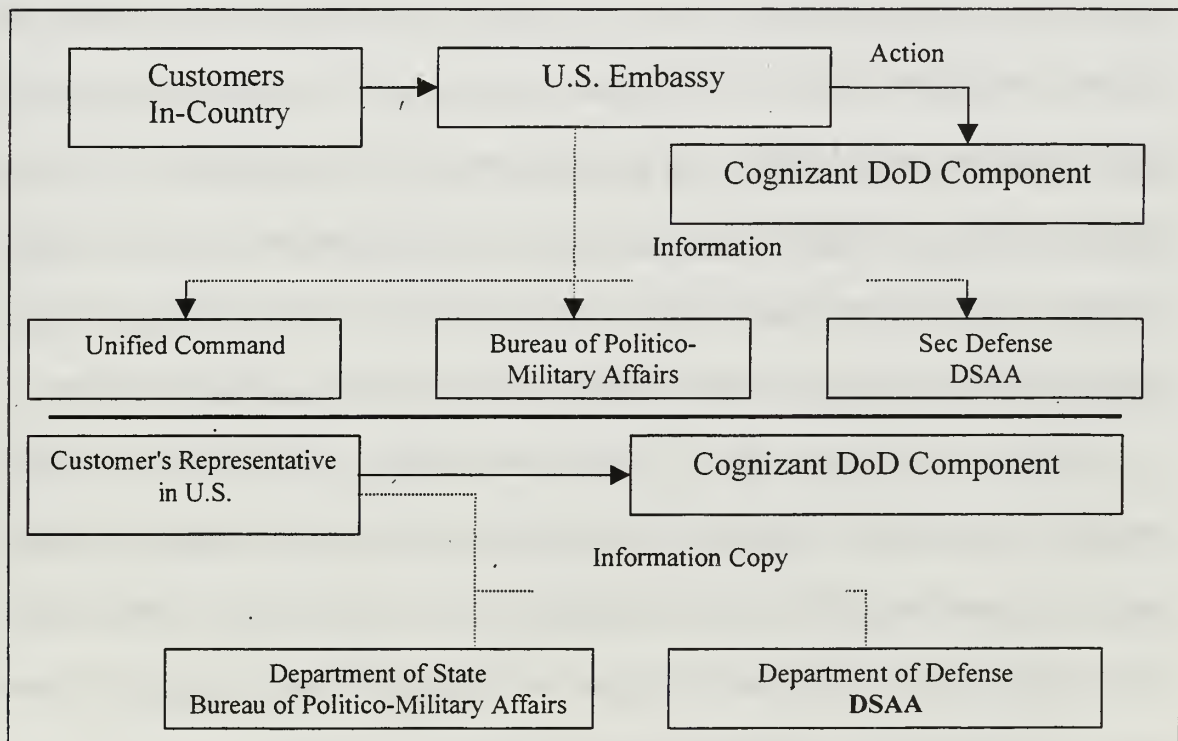 Customers
In-Country
U.S. Embassy
Action
Cognizant DoD Component
Information
Unified Command
Bureau of Politico-
Military Affairs
Sec Defense
DSAA
Customer's Representative
in U.S.
Cognizant DoD Component
Information Copy
Department of State
Bureau of Politico-Military Affairs
Department of Defense
DSAA